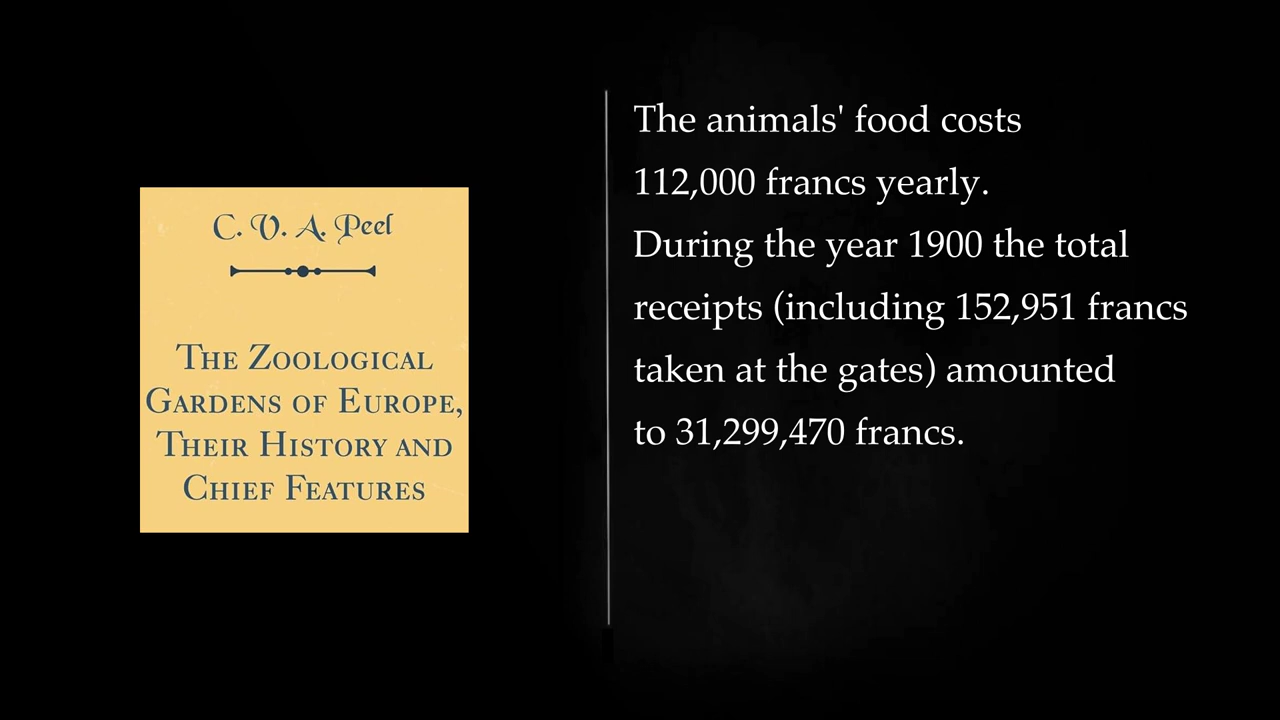 C. V. A. Peel
The Zoological
Gardens of Europe,
Their History and
Chief Features
The animals' food costs
112,000 francs yearly.
During the year 1900 the total
receipts (including 152,951 francs
taken at the gates) amounted
to 31,299,470 francs.